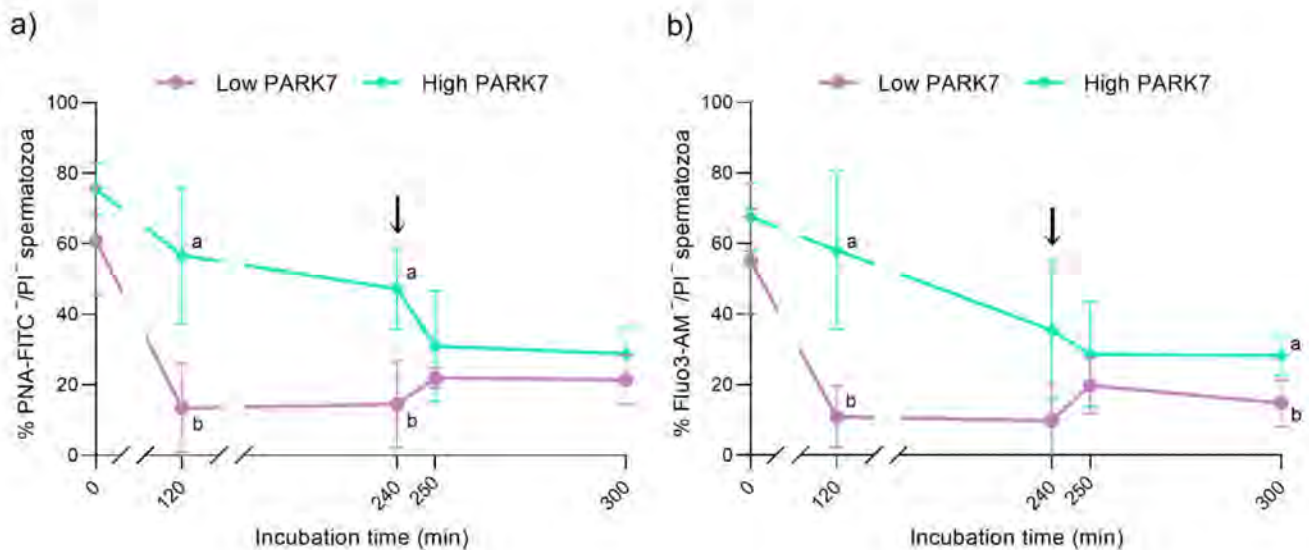 a)
Low PARK7 High PARK7
% PNA-FITC ⁻/PI⁻ spermatozoa
100
80
60
40
20
0
a
b
a
b
0 120 240 250 300
Incubation time (min)
b)
Low PARK7 High PARK7
% Fluo3-AM⁻/PI⁻ spermatozoa
100
80
60
40
20
0
a
b
a
b
0 120 240 250 300
Incubation time (min)